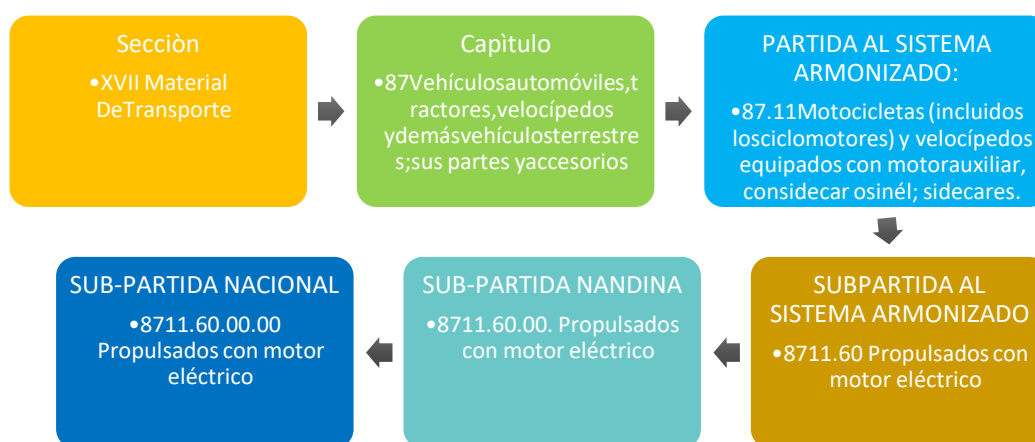 Secciòn
•XVII Material
DeTransporte
Capìtulo
•87Vehículosautomóviles,t
ractores,velocípedos
ydemásvehículosterrestre
s;sus partes yaccesorios
PARTIDA AL SISTEMA
ARMONIZADO:
•87.11Motocicletas (incluidos
losciclomotores) y velocípedos
equipados con motorauxiliar,
considecar osinél; sidecares.
SUBPARTIDA AL
SISTEMA ARMONIZADO
•8711.60 Propulsados con
motor eléctrico
SUB-PARTIDA NANDINA
•8711.60.00. Propulsados
con motor eléctrico
SUB-PARTIDA NACIONAL
•8711.60.00.00
Propulsados con motor
eléctrico